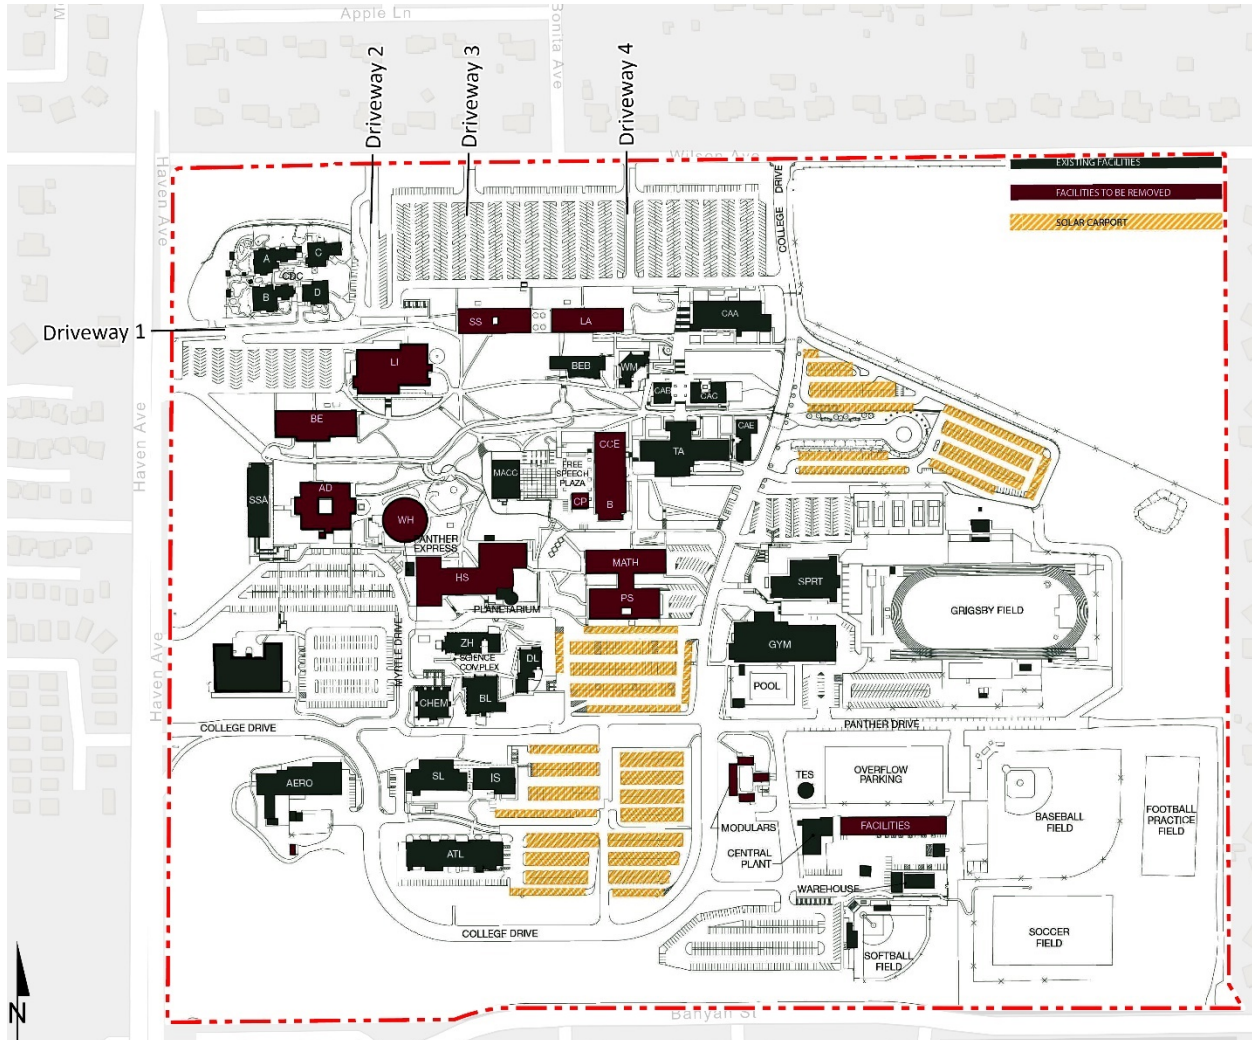 Apple Ln
Bonita Ave
Driveway 2
Driveway 3
Driveway 4
Wilson Ave
Haven Ave
COLLEGE DRIVE
EXISTING FACILITIES
FACILITIES TO BE REMOVED
SOLAR CARPORT
A
C
CDC
B
D
Driveway 1
SS
LA
CAA
LI
BEB
WM
CAB
CAC
BE
Haven Ave
CCE
TA
CAE
MACC
FREE
SPEECH
PLAZA
SSA
AD
CP
B
WH
PANTHER
EXPRESS
MATH
HS
PS
PLANETARIUM
SPRT
GRIGSBY FIELD
MYRTLE DRIVE
ZH
SCIENCE
COMPLEX
DL
GYM
POOL
CHEM
BL
Haven Ave
COLLEGE DRIVE
PANTHER DRIVE
AERO
SL
IS
TES
OVERFLOW
PARKING
BASEBALL
FIELD
FOOTBALL
PRACTICE
FIELD
MODULARS
FACILITIES
CENTRAL
PLANT
ATL
WAREHOUSE
COLLEGE DRIVE
SOFTBALL
FIELD
SOCCER
FIELD
N
Banyan St